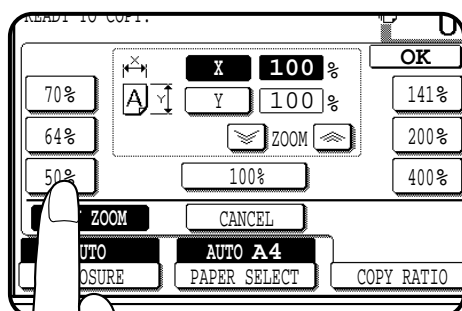 READY TO COPY.
X 100 %
OK
70%
A Y Y 100 %
141%
64%
ZOOM
200%
50%
100%
400%
ZOOM
CANCEL
UTO
AUTO A4
OSURE
PAPER SELECT
COPY RATIO